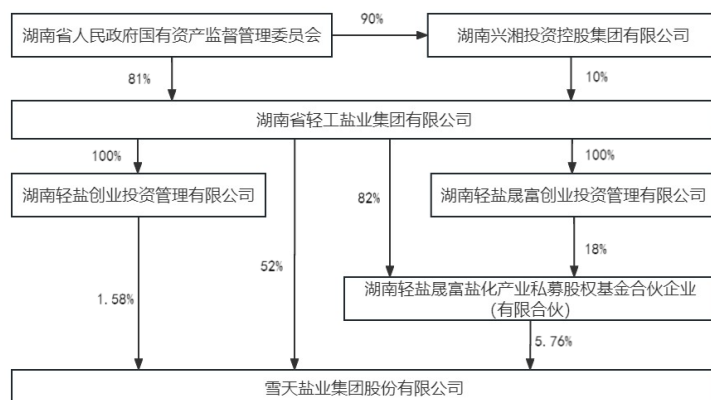 湖南省人民政府国有资产监督管理委员会
90%
湖南兴湘投资控股集团有限公司
81%
10%
湖南省轻工盐业集团有限公司
100%
100%
湖南轻盐创业投资管理有限公司
82%
湖南轻盐晟富创业投资管理有限公司
52%
18%
1.58%
湖南轻盐晟富盐化产业私募股权基金合伙企业
(有限合伙)
5.76%
雪天盐业集团股份有限公司